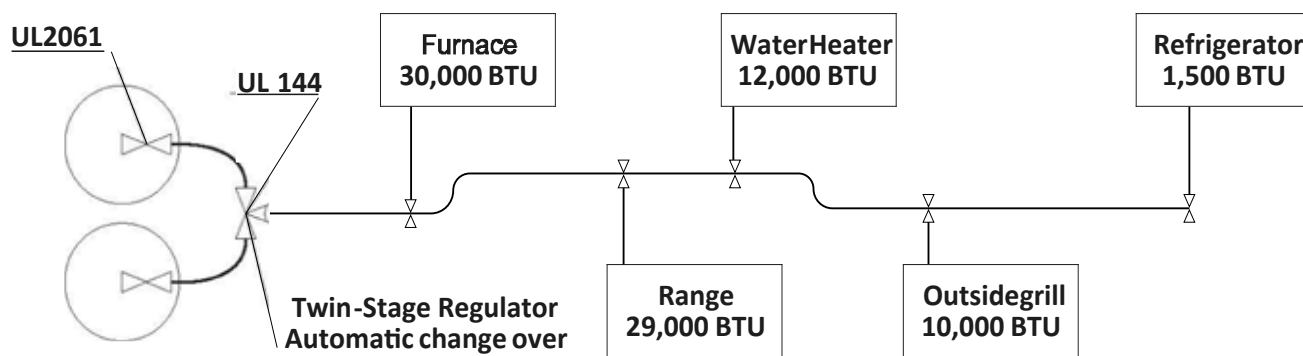 UL2061
UL 144
Furnace
30,000 BTU
WaterHeater
12,000 BTU
Refrigerator
1,500 BTU
Twin-Stage Regulator
Automatic change over
Range
29,000 BTU
Outsidegrill
10,000 BTU